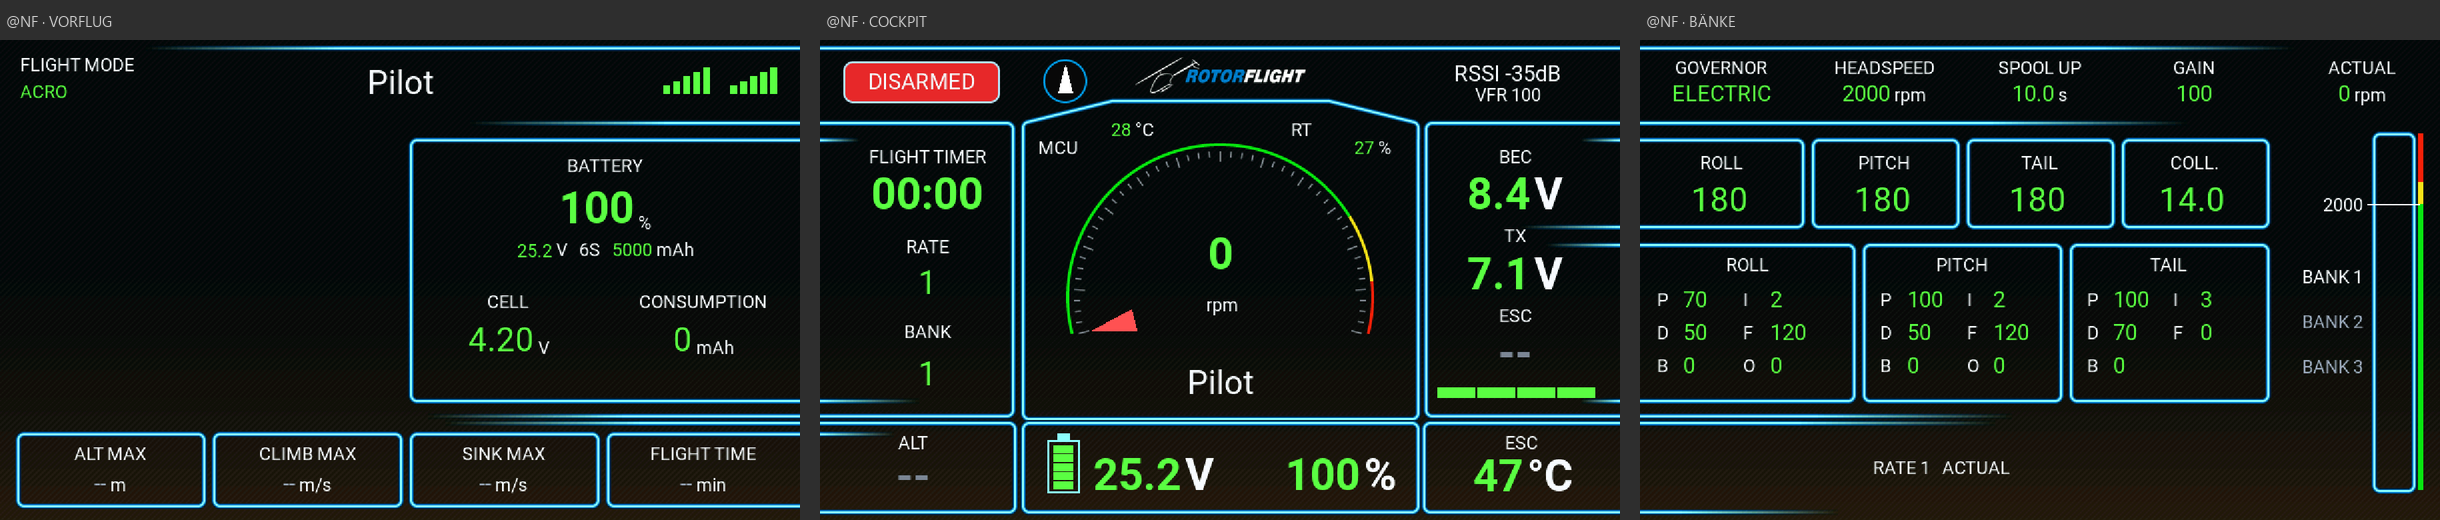 @NF · VORFLUG
FLIGHT MODE
ACRO
Pilot
BATTERY
100 %
25.2 V 6S 5000 mAh
CELL
4.20 V
CONSUMPTION
0 mAh
ALT MAX
-- m
CLIMB MAX
-- m/s
SINK MAX
-- m/s
FLIGHT TIME
-- min
@NF · COCKPIT
DISARMED
ROTORFLIGHT
RSSI -35dB
VFR 100
FLIGHT TIMER
00:00
RATE
1
BANK
1
MCU
28 °C
RT
27 %
0
rpm
Pilot
BEC
8.4V
TX
7.1V
ESC
--
ALT
--
25.2V 100%
ESC
47°C
@NF · BÄNKE
GOVERNOR
ELECTRIC
HEADSPEED
2000 rpm
SPOOL UP
10.0 s
GAIN
100
ACTUAL
0 rpm
ROLL
180
PITCH
180
TAIL
180
COLL.
14.0
2000
ROLL
P 70 I 2
D 50 F 120
B 0 O 0
PITCH
P 100 I 2
D 50 F 120
B 0 O 0
TAIL
P 100 I 3
D 70 F 0
B 0
BANK 1
BANK 2
BANK 3
RATE 1 ACTUAL